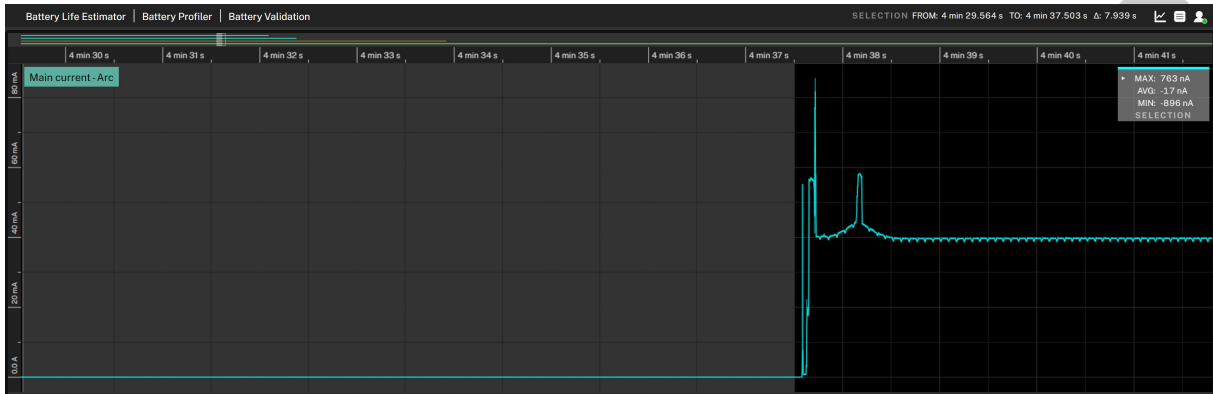 Battery Life Estimator | Battery Profiler | Battery Validation
SELECTION FROM: 4 min 29.564 s TO: 4 min 37.503 s Δ: 7.939 s
4 min 30 s
4 min 31 s
4 min 32 s
4 min 33 s
4 min 34 s
4 min 35 s
4 min 36 s
4 min 37 s
4 min 38 s
4 min 39 s
4 min 40 s
4 min 41 s
Main current - Arc
MAX: 763 nA
AVG: -17 nA
MIN: -896 nA
SELECTION
80 mA
60 mA
40 mA
20 mA
0.0 A